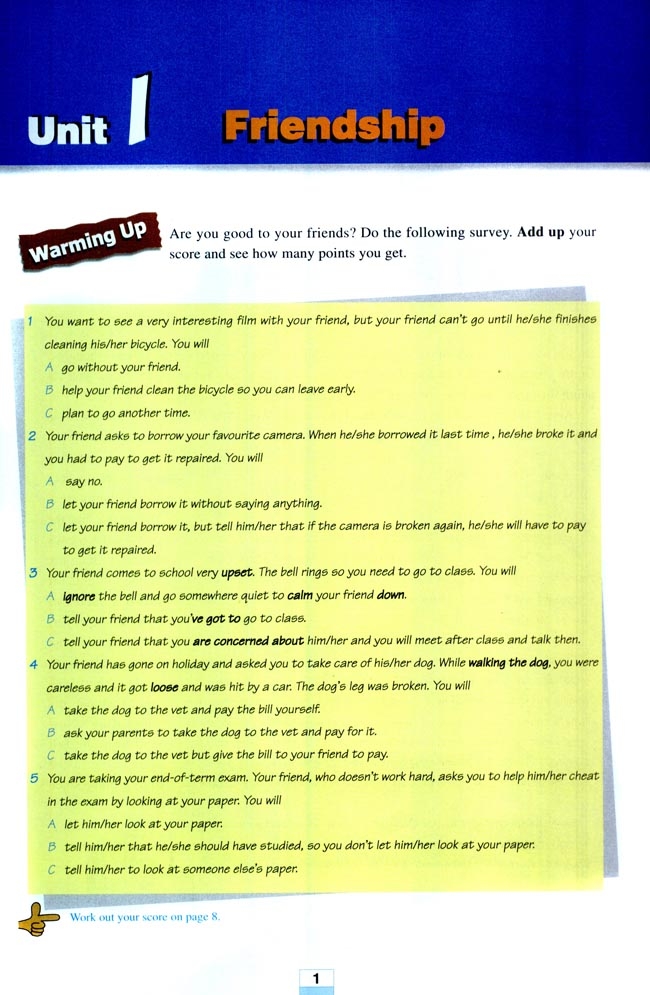 Unit 1 Friendship
Warming Up
Are you good to your friends? Do the following survey. Add up your
score and see how many points you get.
1 You want to see a very interesting film with your friend, but your friend can't go until he/she finishes
cleaning his/her bicycle. You will
A go without your friend.
B help your friend clean the bicycle so you can leave early.
C plan to go another time.
2 Your friend asks to borrow your favourite camera. When he/she borrowed it last time , he/she broke it and
you had to pay to get it repaired. You will
A say no.
B let your friend borrow it without saying anything.
C let your friend borrow it, but tell him/her that if the camera is broken again, he/she will have to pay
to get it repaired.
3 Your friend comes to school very upset. The bell rings so you need to go to class. You will
A ignore the bell and go somewhere quiet to calm your friend down.
B tell your friend that you've got to go to class.
C tell your friend that you are concerned about him/her and you will meet after class and talk then.
4 Your friend has gone on holiday and asked you to take care of his/her dog. While walking the dog, you were
careless and it got loose and was hit by a car. The dog's leg was broken. You will
A take the dog to the vet and pay the bill yourself.
B ask your parents to take the dog to the vet and pay for it.
C take the dog to the vet but give the bill to your friend to pay.
5 You are taking your end-of-term exam. Your friend, who doesn't work hard, asks you to help him/her cheat
in the exam by looking at your paper. You will
A let him/her look at your paper.
B tell him/her that he/she should have studied, so you don't let him/her look at your paper.
C tell him/her to look at someone else's paper.
Work out your score on page 8.
1